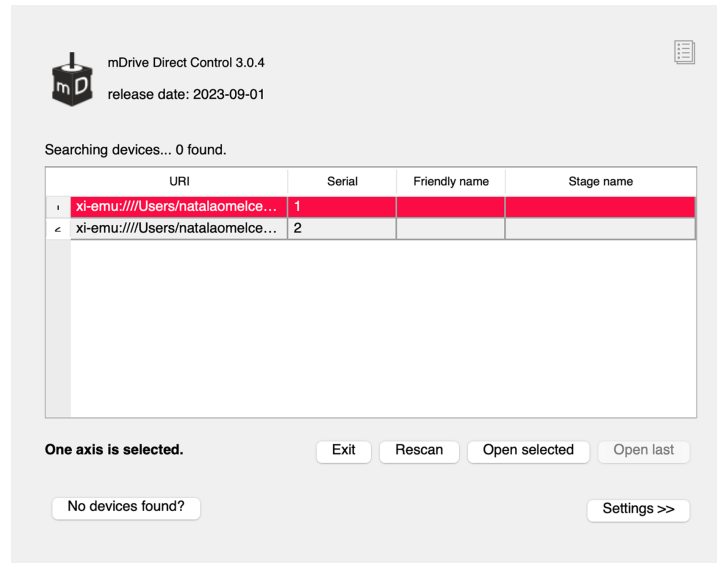 mDrive Direct Control 3.0.4
mD
release date: 2023-09-01
Searching devices... 0 found.
URI Serial Friendly name Stage name
xi-emu:////Users/natalaomelce... 1
xi-emu:////Users/natalaomelce... 2
One axis is selected. Exit Rescan Open selected Open last
No devices found? Settings >>